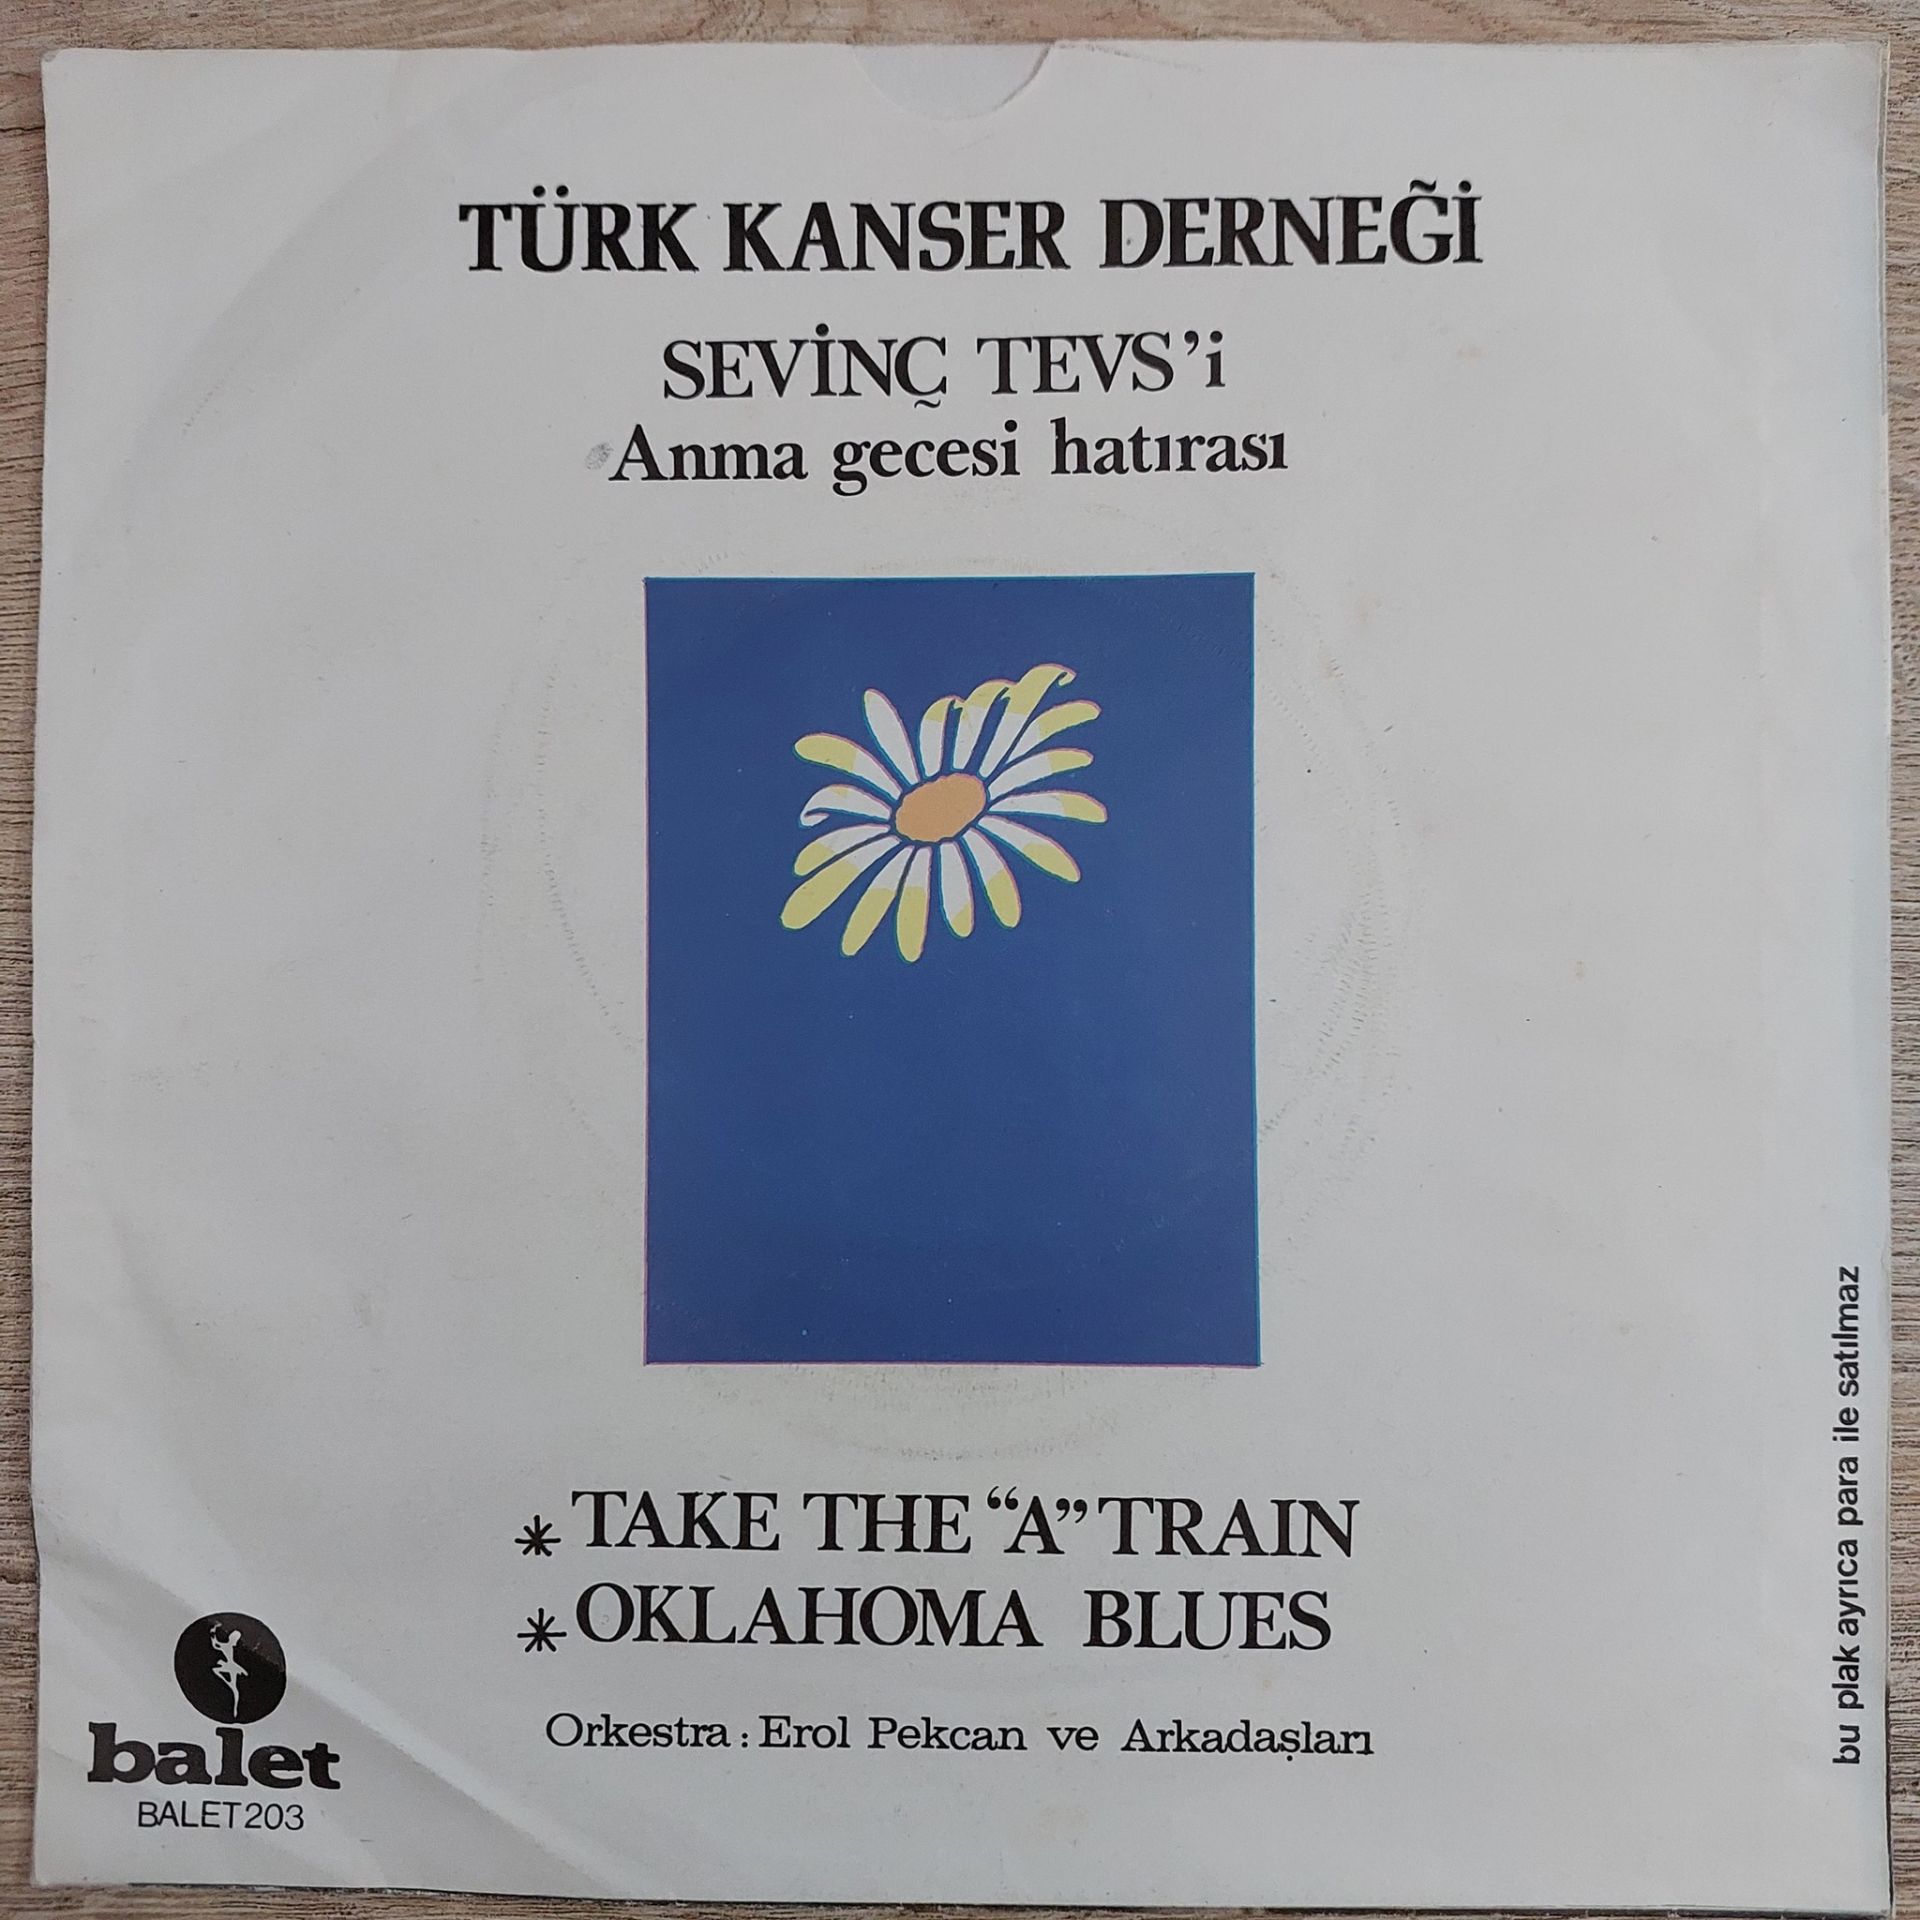 TÜRK KANSER DERNEĞİ
SEVİNÇ TEVS’i
Anma gecesi hatırası
* TAKE THE “A” TRAIN
* OKLAHOMA BLUES
Orkestra : Erol Pekcan ve Arkadaşları
balet
BALET 203
bu plak ayrıca para ile satılmaz